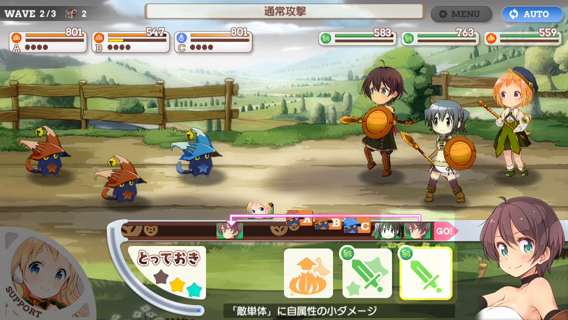 WAVE 2/3 2
通常攻撃
MENU
AUTO
801
547
801
583
763
559
A
B
C
A
B
C
GO!
とっておき
SUPPORT
「敵単体」に自属性の小ダメージ